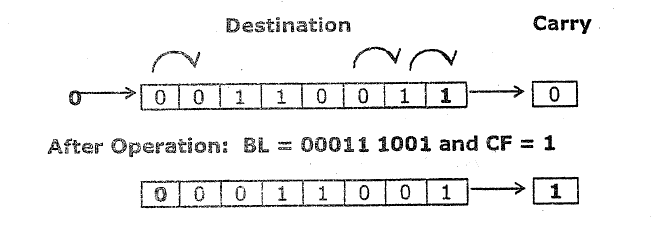 Destination Carry
0 0 0 1 1 0 0 1 1 0
After Operation: BL = 00011 1001 and CF = 1
0 0 0 1 1 0 0 1 1